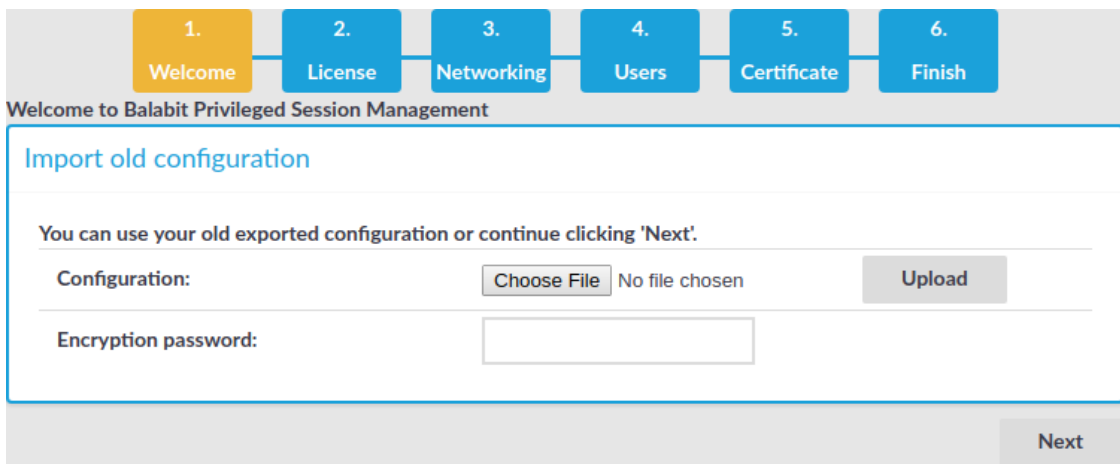 1. 2. 3. 4. 5. 6.
Welcome License Networking Users Certificate Finish
Welcome to Balabit Privileged Session Management
Import old configuration
You can use your old exported configuration or continue clicking 'Next'.
Configuration: Choose File No file chosen Upload
Encryption password:
Next